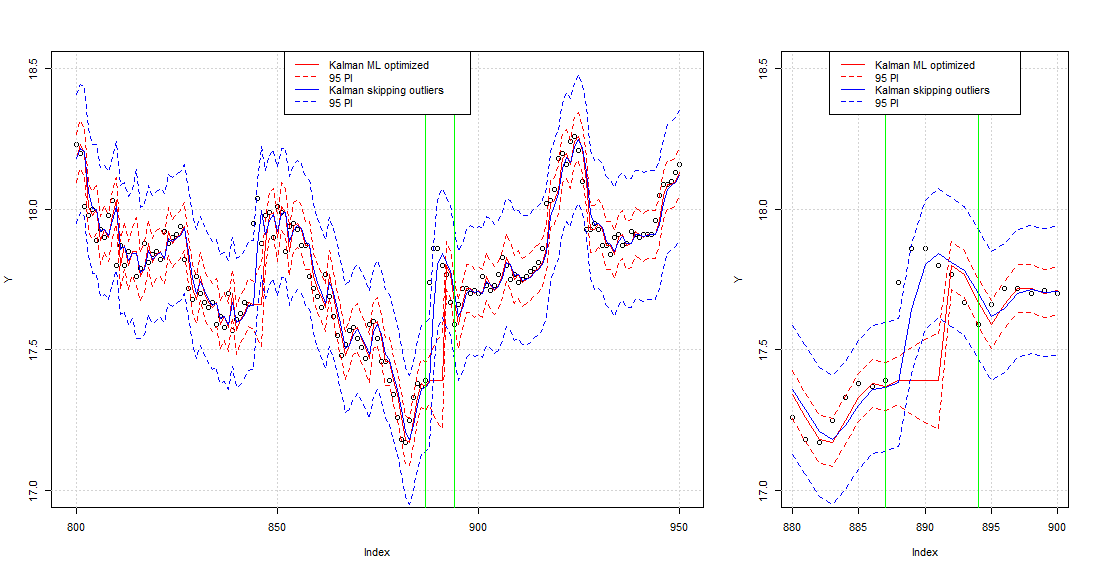 Kalman ML optimized
95 PI
Kalman skipping outliers
95 PI
18.5
18.0
17.5
17.0
Y
800
850
900
950
Index
Kalman ML optimized
95 PI
Kalman skipping outliers
95 PI
18.5
18.0
17.5
17.0
Y
880
885
890
895
900
Index